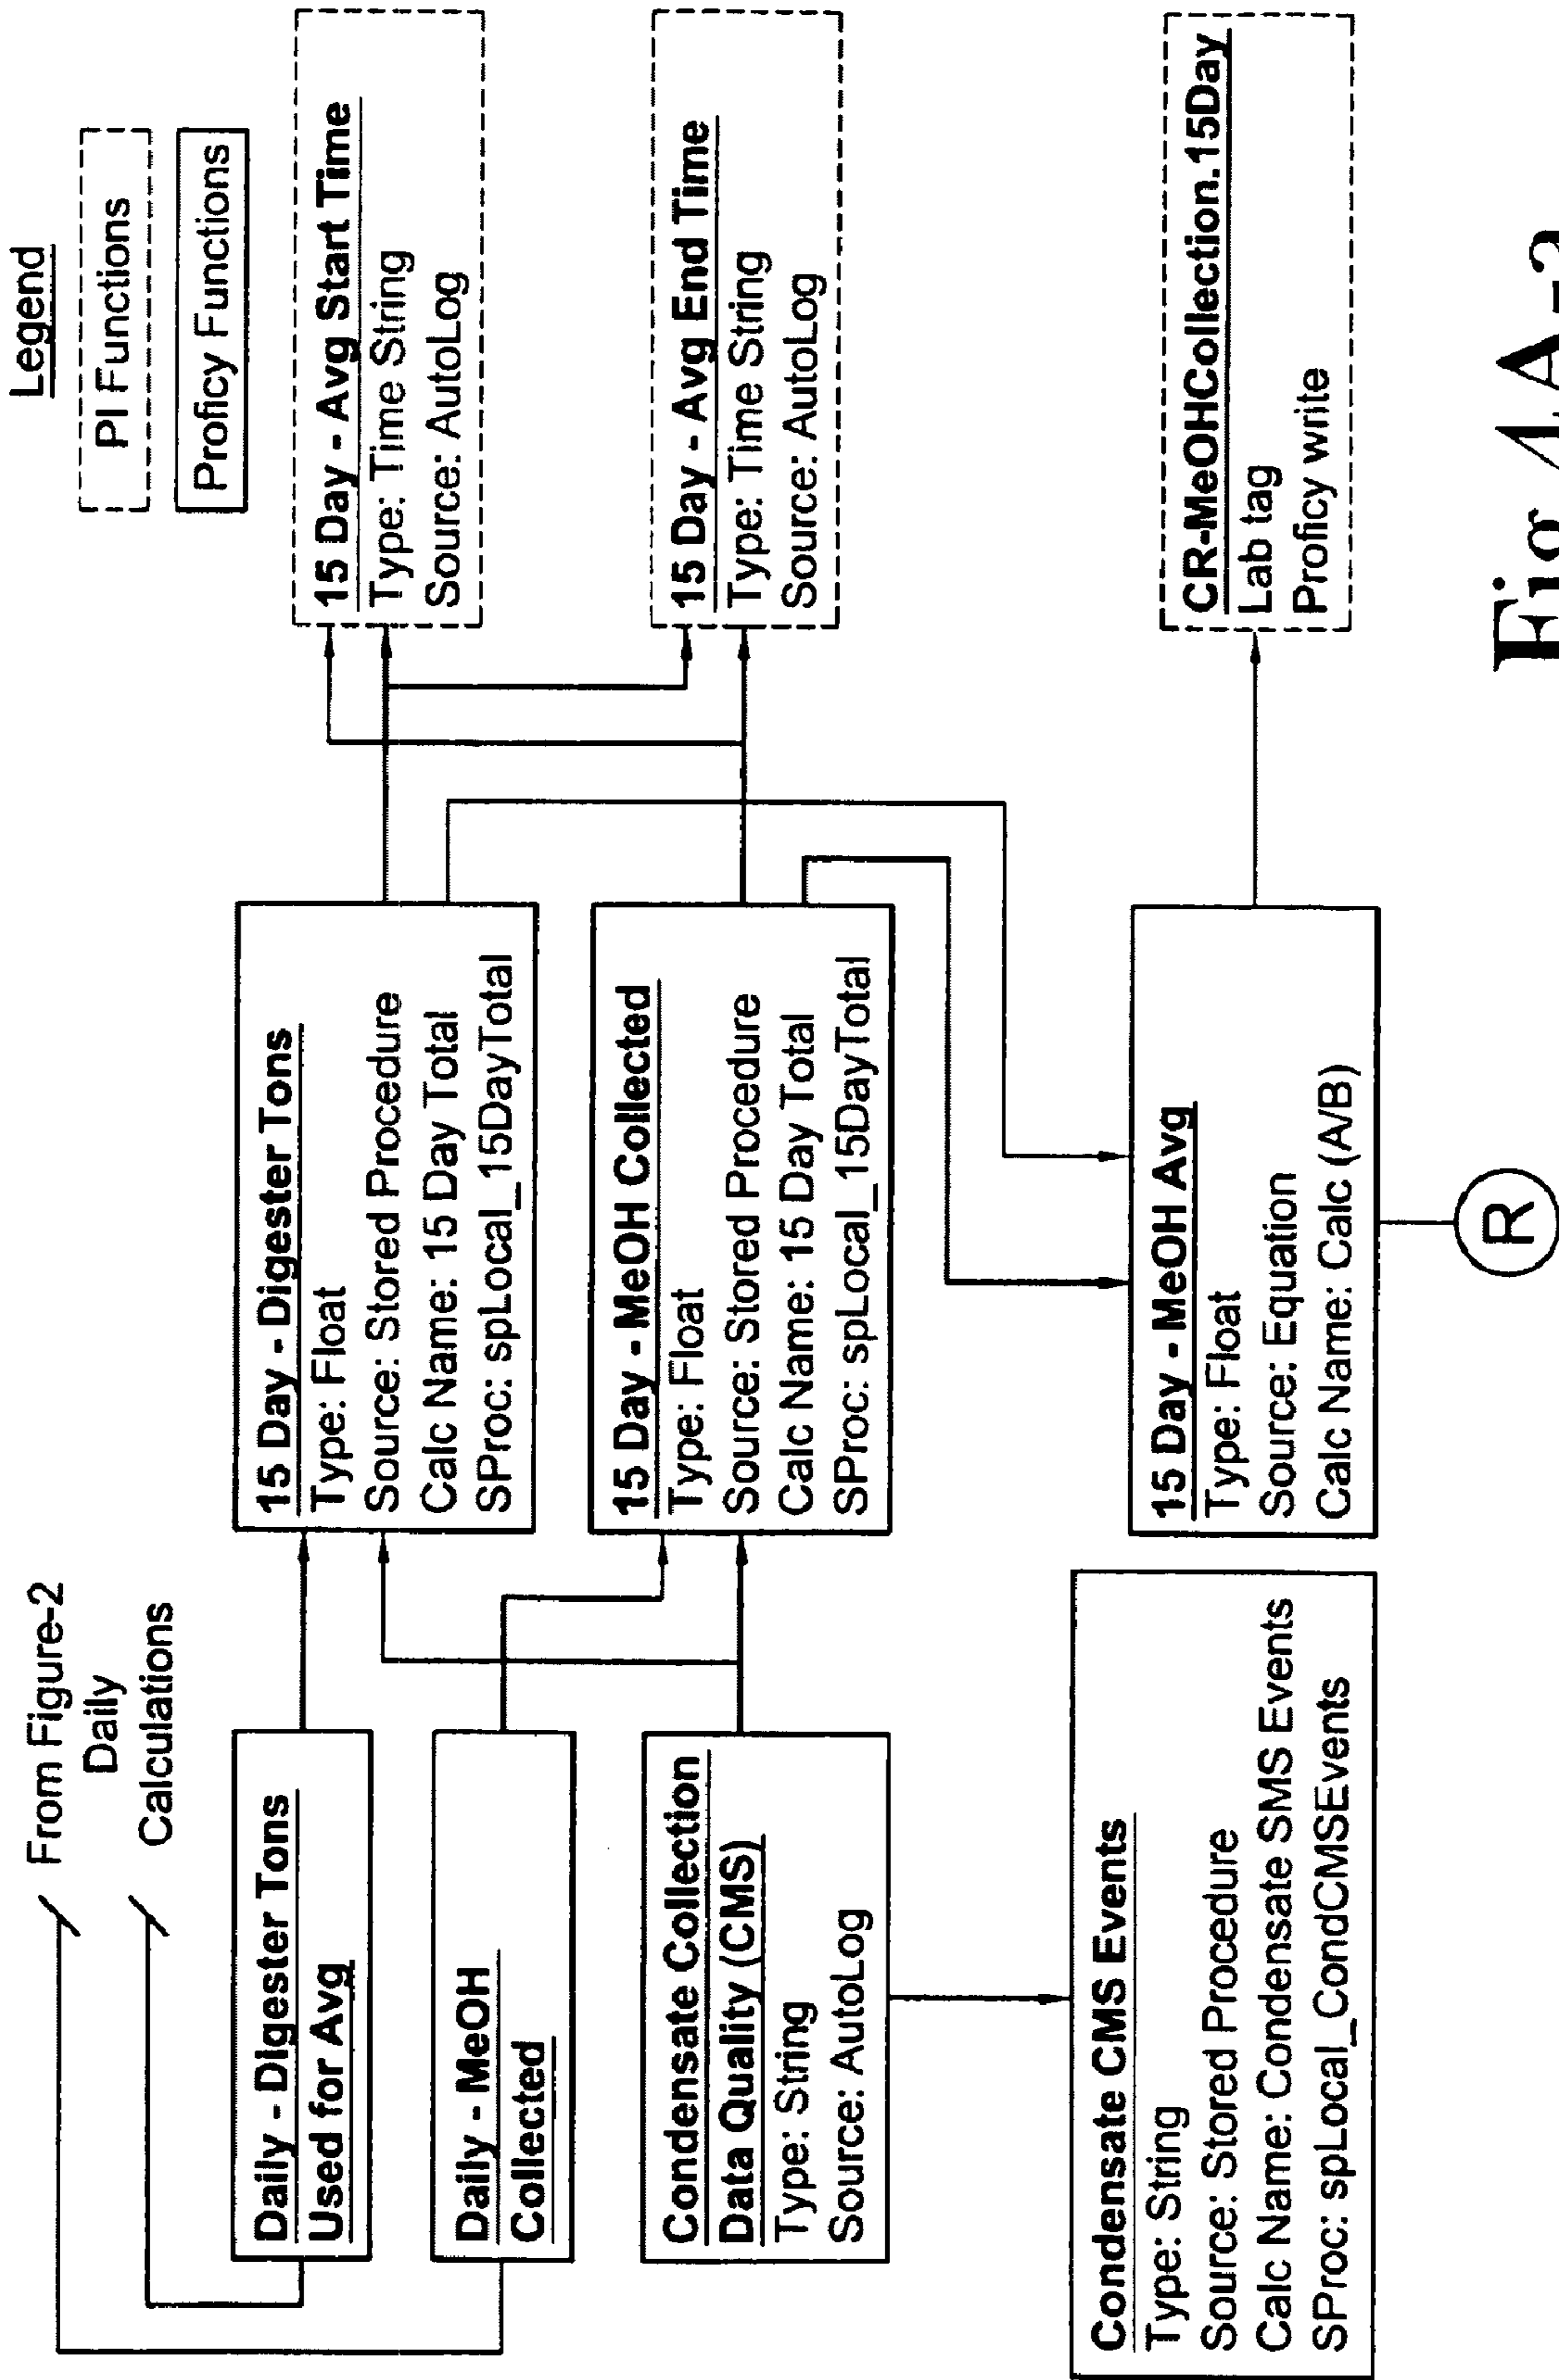 From Figure-2
Daily
Calculations
Legend
PI Functions
Proficy Functions
Daily - Digester Tons
Used for Avg
15 Day - Digester Tons
Type: Float
Source: Stored Procedure
Calc Name: 15 Day Total
SProc: spLocal_15DayTotal
15 Day - Avg Start Time
Type: Time String
Source: AutoLog
Daily - MeOH
Collected
15 Day - MeOH Collected
Type: Float
Source: Stored Procedure
Calc Name: 15 Day Total
SProc: spLocal_15DayTotal
15 Day - Avg End Time
Type: Time String
Source: AutoLog
Condensate Collection
Data Quality (CMS)
Type: String
Source: AutoLog
Condensate CMS Events
Type: String
Source: Stored Procedure
Calc Name: Condensate SMS Events
SProc: spLocal_CondCMSEvents
15 Day - MeOH Avg
Type: Float
Source: Equation
Calc Name: Calc (A/B)
CR-MeOHCollection.15Day
Lab tag
Proficy write
R
Fig 4A-2